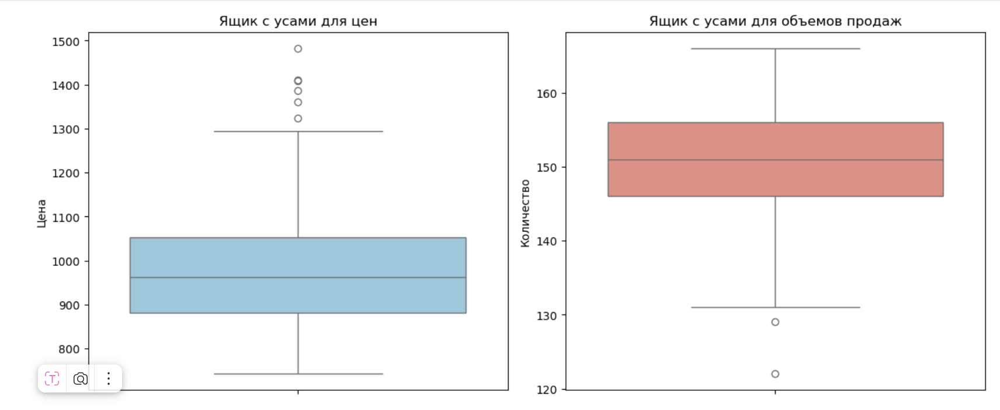 Ящик с усами для цен
1500
1400
1300
1200
1100
1000
900
800
Цена
Ящик с усами для объемов продаж
160
150
140
130
120
Количество
T